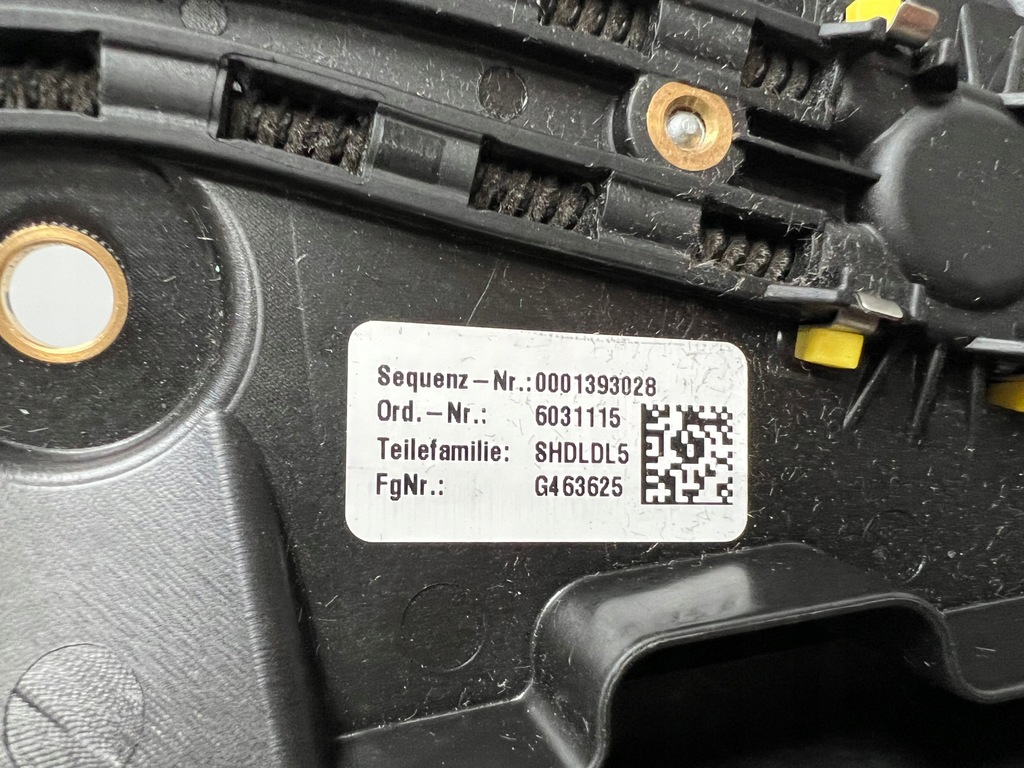 Sequenz-Nr.:0001393028
Ord.-Nr.: 6031115
Teilefamilie: SHDLDL5
FgNr.: G463625